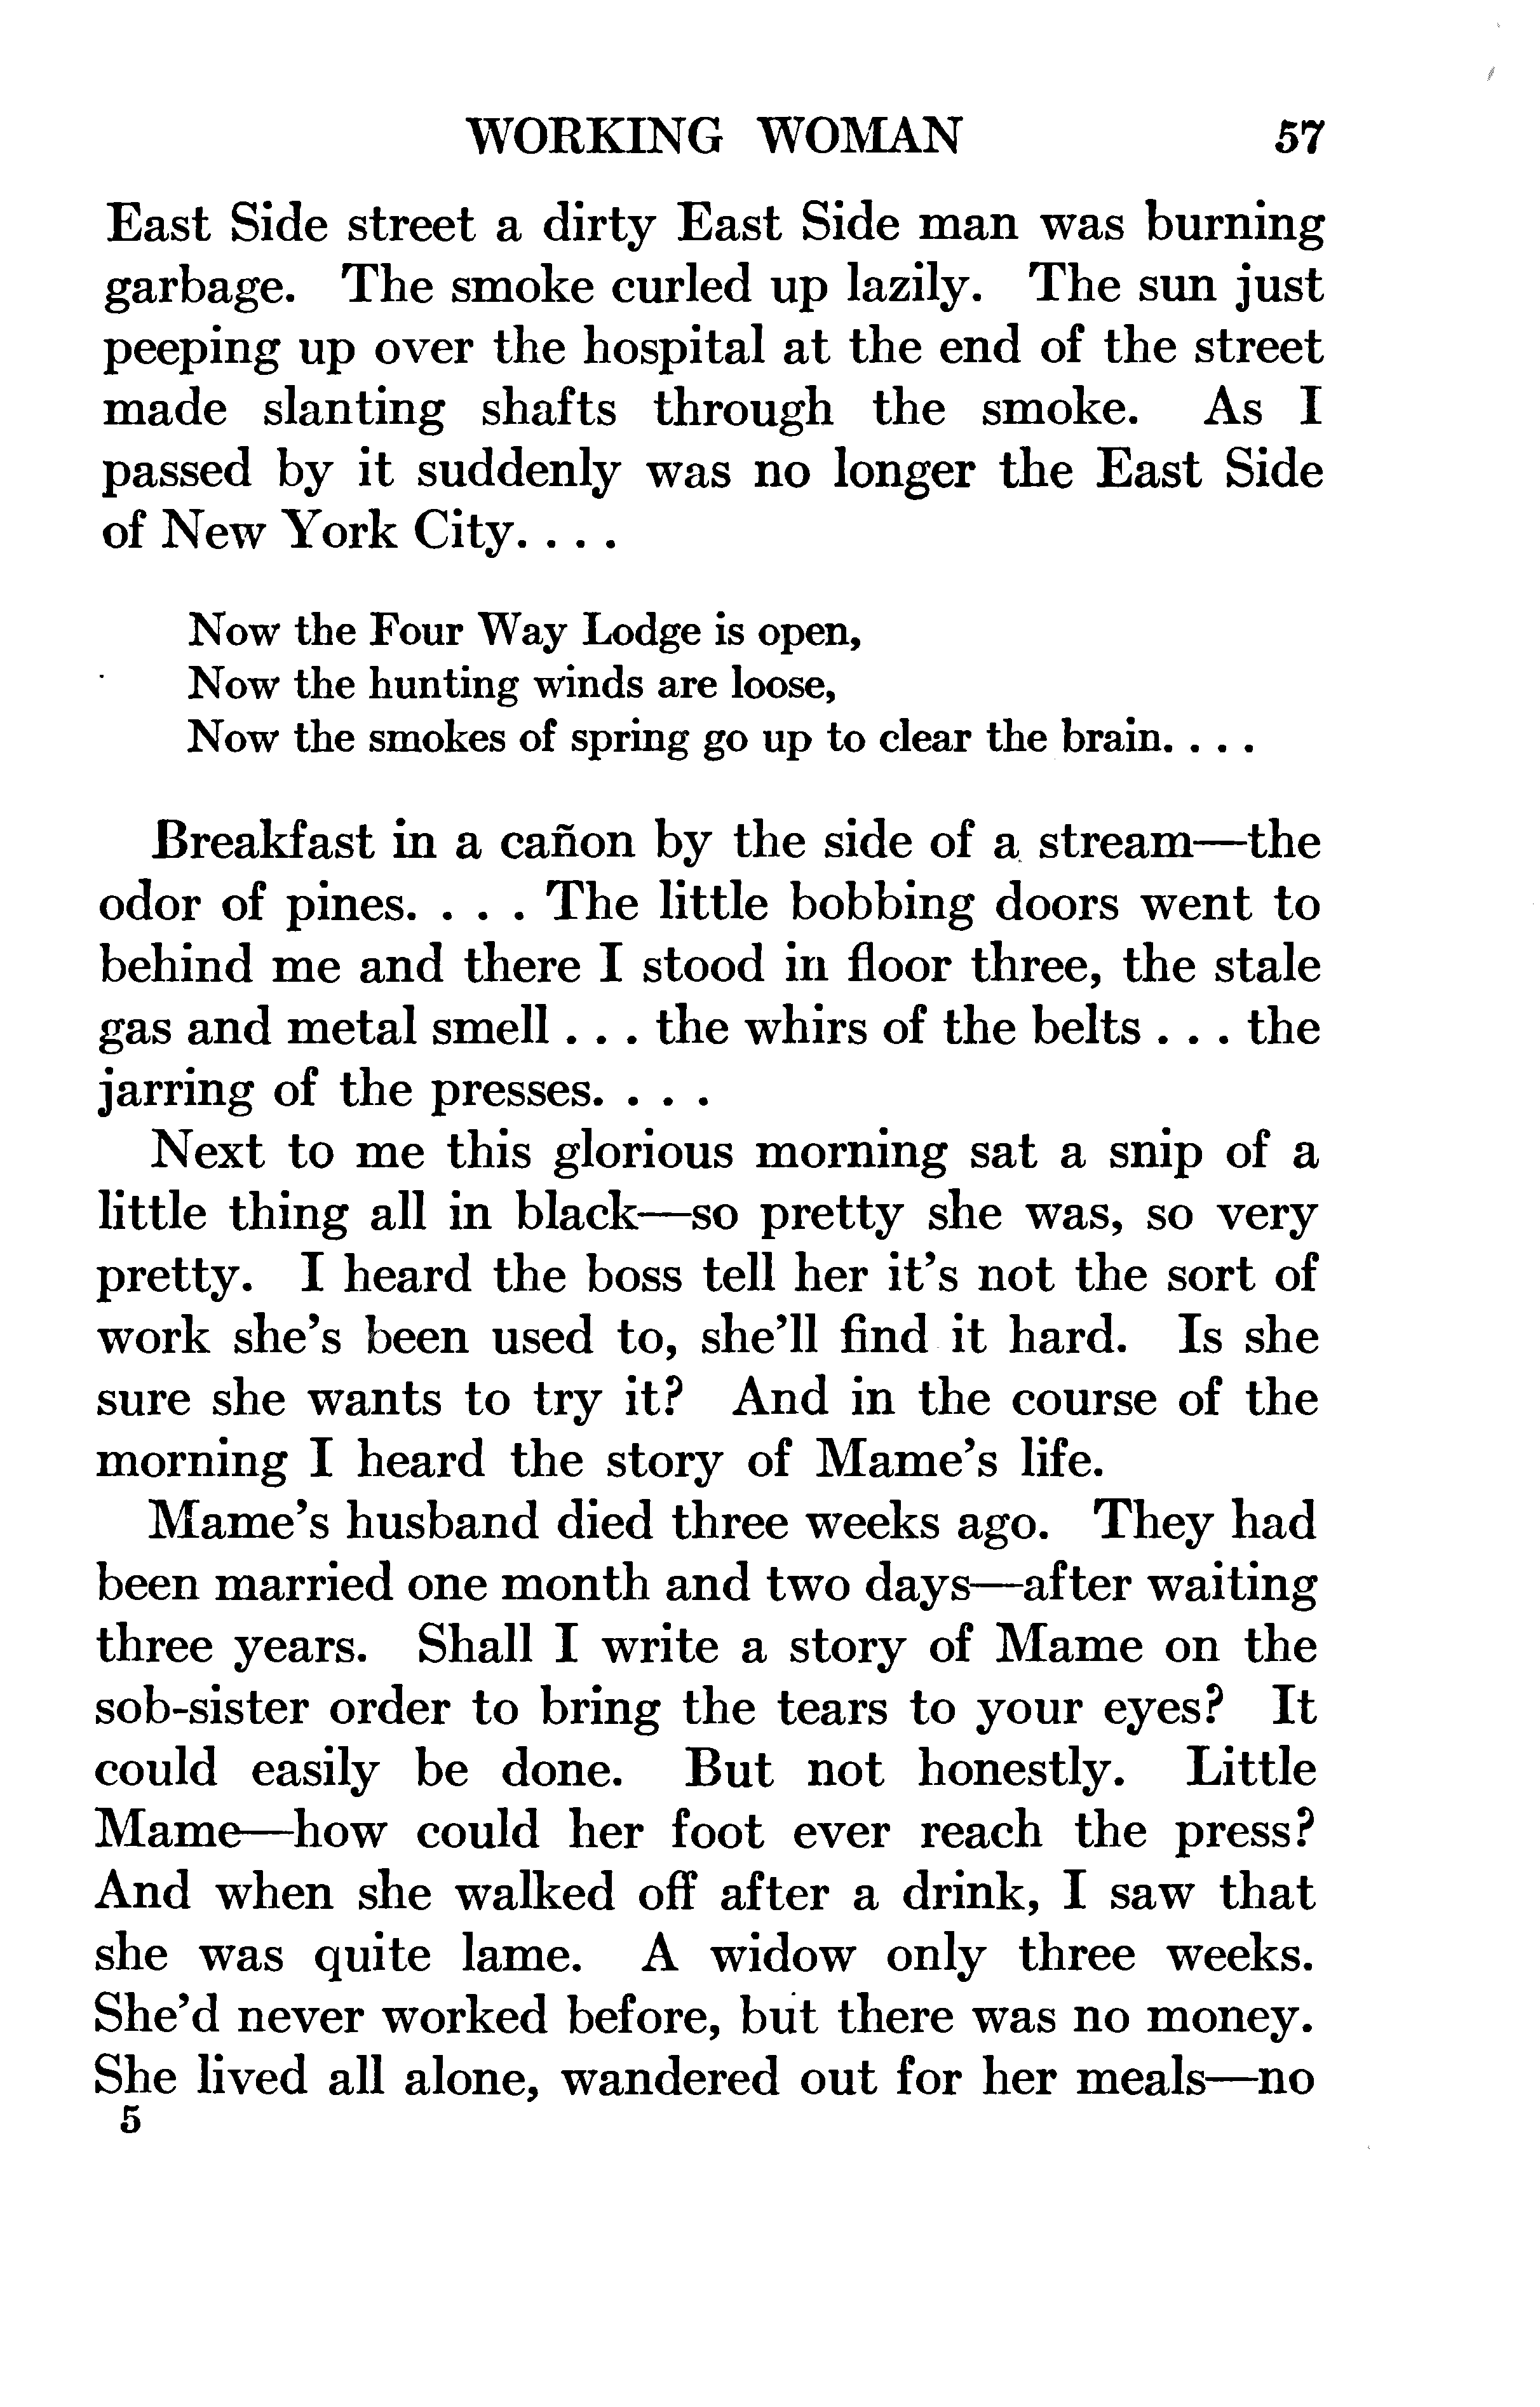 WORKING WOMAN 57
East Side street a dirty East Side man was burning
garbage. The smoke curled up lazily. The sun just
peeping up over the hospital at the end of the street
made slanting shafts through the smoke. As I
passed by it suddenly was no longer the East Side
of New York City. . . .
Now the Four Way Lodge is open,
Now the hunting winds are loose,
Now the smokes of spring go up to clear the brain. . . .
Breakfast in a cañon by the side of a stream—the
odor of pines. . . . The little bobbing doors went to
behind me and there I stood in floor three, the stale
gas and metal smell . . . the whirs of the belts . . . the
jarring of the presses. . . .
Next to me this glorious morning sat a snip of a
little thing all in black—so pretty she was, so very
pretty. I heard the boss tell her it's not the sort of
work she's been used to, she'll find it hard. Is she
sure she wants to try it? And in the course of the
morning I heard the story of Mame's life.
Mame's husband died three weeks ago. They had
been married one month and two days—after waiting
three years. Shall I write a story of Mame on the
sob-sister order to bring the tears to your eyes? It
could easily be done. But not honestly. Little
Mame—how could her foot ever reach the press?
And when she walked off after a drink, I saw that
she was quite lame. A widow only three weeks.
She'd never worked before, but there was no money.
She lived all alone, wandered out for her meals—no
5